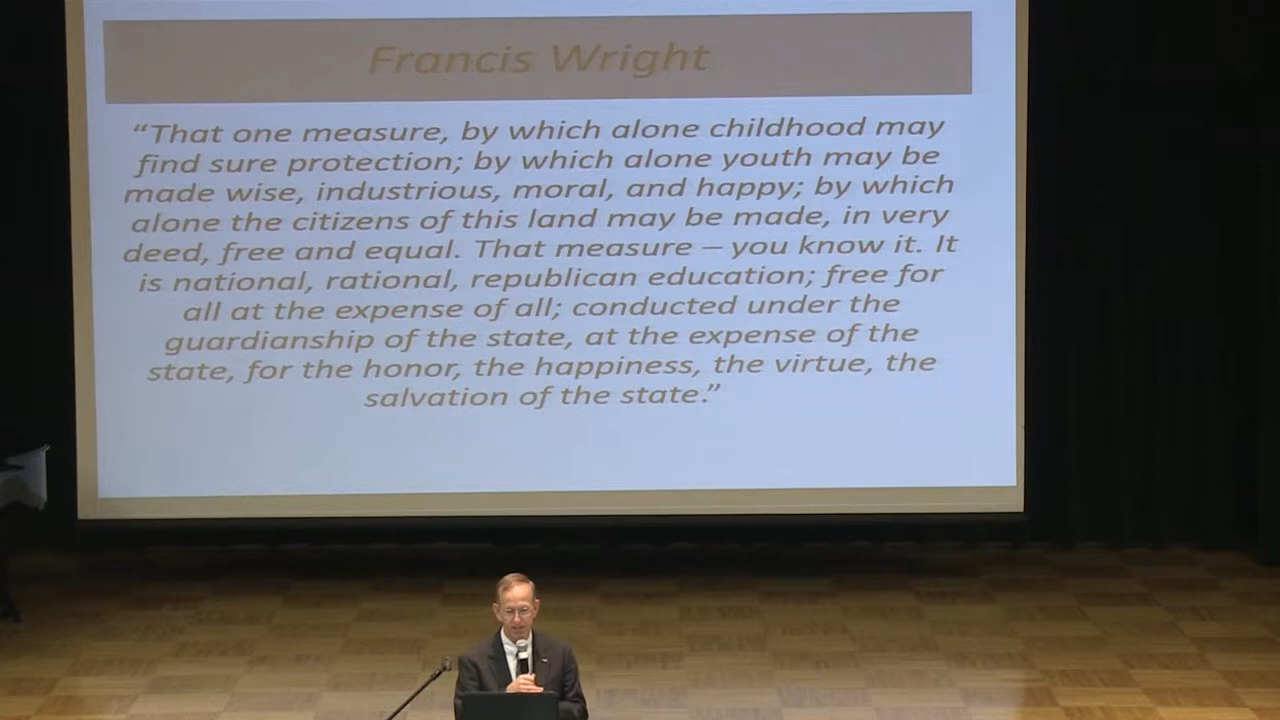 Francis Wright
“That one measure, by which alone childhood may
find sure protection; by which alone youth may be
made wise, industrious, moral, and happy; by which
alone the citizens of this land may be made, in very
deed, free and equal. That measure – you know it. It
is national, rational, republican education; free for
all at the expense of all; conducted under the
guardianship of the state, at the expense of the
state, for the honor, the happiness, the virtue, the
salvation of the state.”